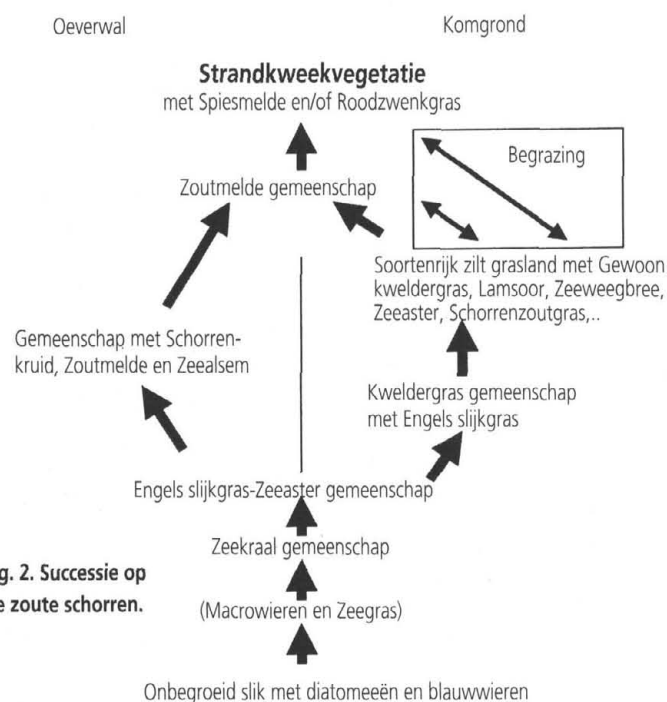 Oeverwal
Komgrond
Strandkweekvegetatie
met Spiesmelde en/of Roodzwenkgras
Begrazing
Zoutmelde gemeenschap
Soortenrijk zilt grasland met Gewoon
kweldergras, Lamsoor, Zeeweegbree,
Zeeaster, Schorrenzoutgras,..
Gemeenschap met Schorren-
kruid, Zoutmelde en Zeealsem
Kweldergras gemeenschap
met Engels slijkgras
Engels slijkgras-Zeeaster gemeenschap
Zeekraal gemeenschap
g. 2. Successie op
e zoute schorren.
(Macrowieren en Zeegras)
Onbegroeid slik met diatomeeën en blauwwieren